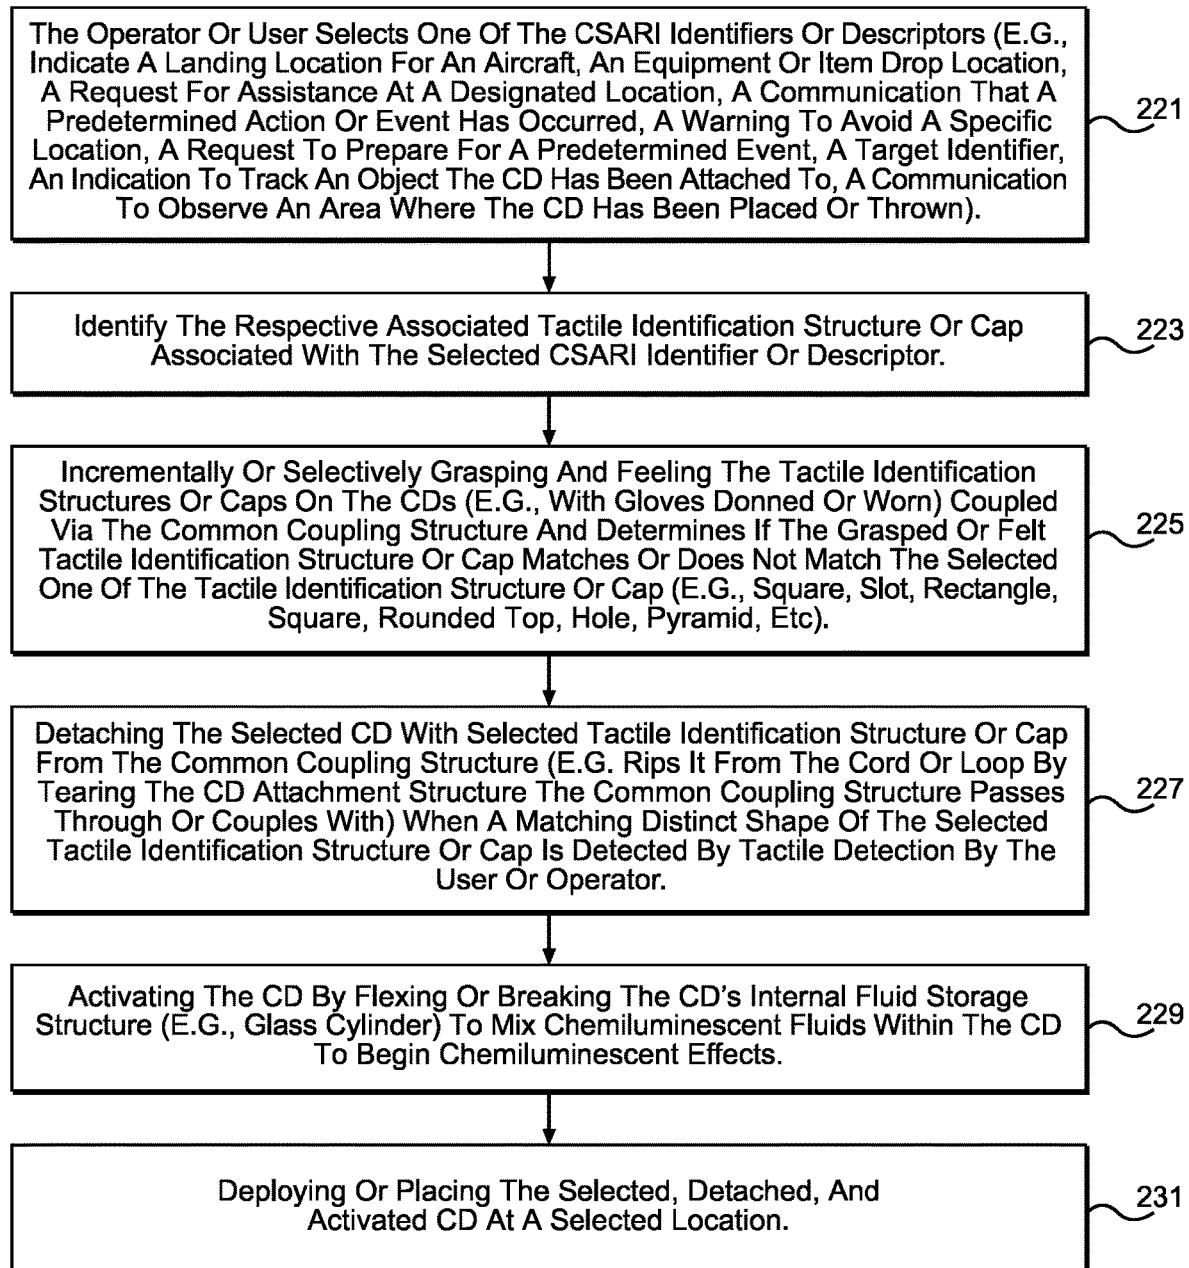 The Operator Or User Selects One Of The CSARI Identifiers Or Descriptors (E.G.,
Indicate A Landing Location For An Aircraft, An Equipment Or Item Drop Location,
A Request For Assistance At A Designated Location, A Communication That A
Predetermined Action Or Event Has Occurred, A Warning To Avoid A Specific
Location, A Request To Prepare For A Predetermined Event, A Target Identifier,
An Indication To Track An Object The CD Has Been Attached To, A Communication
To Observe An Area Where The CD Has Been Placed Or Thrown).
221
Identify The Respective Associated Tactile Identification Structure Or Cap
Associated With The Selected CSARI Identifier Or Descriptor.
223
Incrementally Or Selectively Grasping And Feeling The Tactile Identification
Structures Or Caps On The CDs (E.G., With Gloves Donned Or Worn) Coupled
Via The Common Coupling Structure And Determines If The Grasped Or Felt
Tactile Identification Structure Or Cap Matches Or Does Not Match The Selected
One Of The Tactile Identification Structure Or Cap (E.G., Square, Slot, Rectangle,
Square, Rounded Top, Hole, Pyramid, Etc).
225
Detaching The Selected CD With Selected Tactile Identification Structure Or Cap
From The Common Coupling Structure (E.G. Rips It From The Cord Or Loop By
Tearing The CD Attachment Structure The Common Coupling Structure Passes
Through Or Couples With) When A Matching Distinct Shape Of The Selected
Tactile Identification Structure Or Cap Is Detected By Tactile Detection By The
User Or Operator.
227
Activating The CD By Flexing Or Breaking The CD's Internal Fluid Storage
Structure (E.G., Glass Cylinder) To Mix Chemiluminescent Fluids Within The CD
To Begin Chemiluminescent Effects.
229
Deploying Or Placing The Selected, Detached, And
Activated CD At A Selected Location.
231